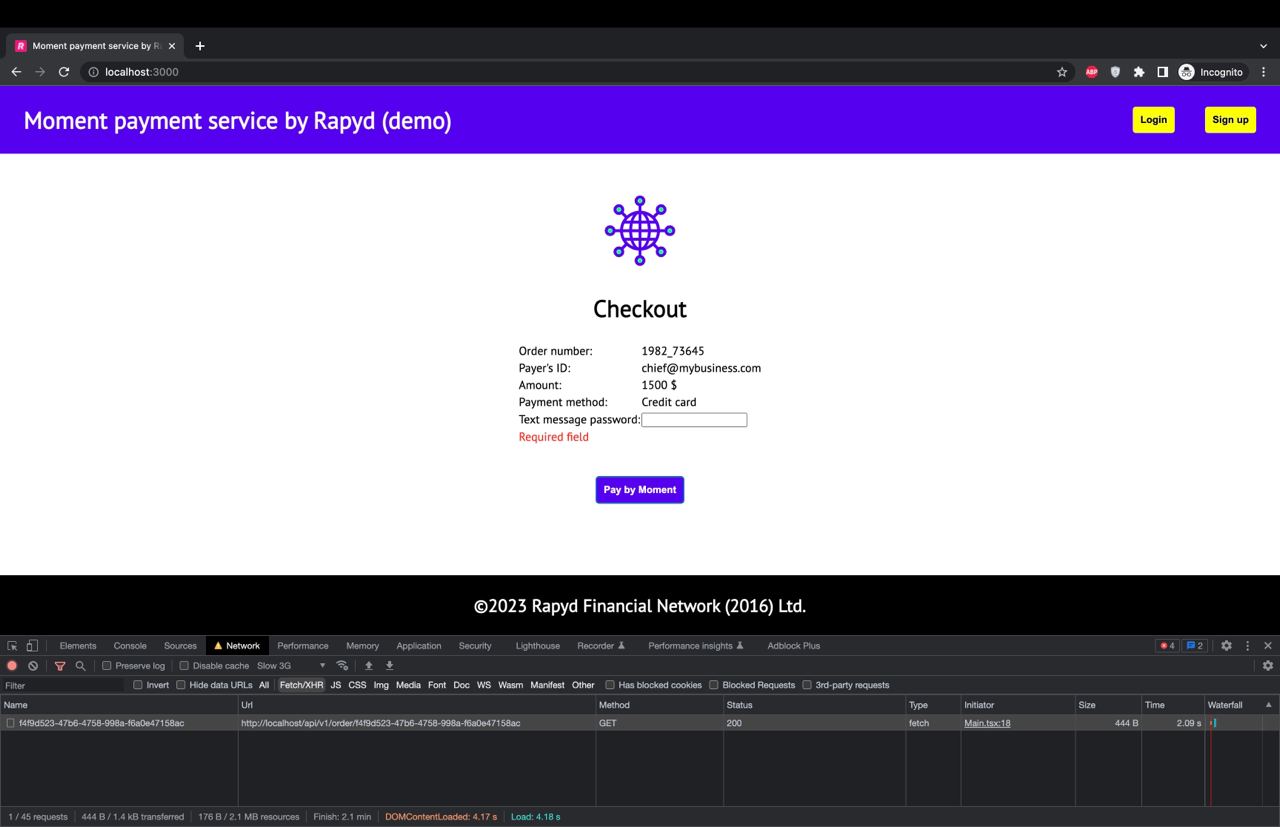 Moment payment service by Ra
localhost:3000
ABP
Incognito
Moment payment service by Rapyd (demo)
Login
Sign up
Checkout
Order number: 1982_73645
Payer's ID: chief@mybusiness.com
Amount: 1500 $
Payment method: Credit card
Text message password:
Required field
Pay by Moment
©2023 Rapyd Financial Network (2016) Ltd.
Elements Console Sources Network Performance Memory Application Security Lighthouse Recorder Performance insights Adblock Plus 4 2
Preserve log Disable cache Slow 3G
Filter Invert Hide data URLs All Fetch/XHR JS CSS Img Media Font Doc WS Wasm Manifest Other Has blocked cookies Blocked Requests 3rd-party requests
Name Url Method Status Type Initiator Size Time Waterfall
f4f9d523-47b6-4758-998a-f6a0e47158ac http://localhost/api/v1/order/f4f9d523-47b6-4758-998a-f6a0e47158ac GET 200 fetch Main.tsx:18 444 B 2.09 s
1 / 45 requests 444 B / 1.4 kB transferred 176 B / 2.1 MB resources Finish: 2.1 min DOMContentLoaded: 4.17 s Load: 4.18 s